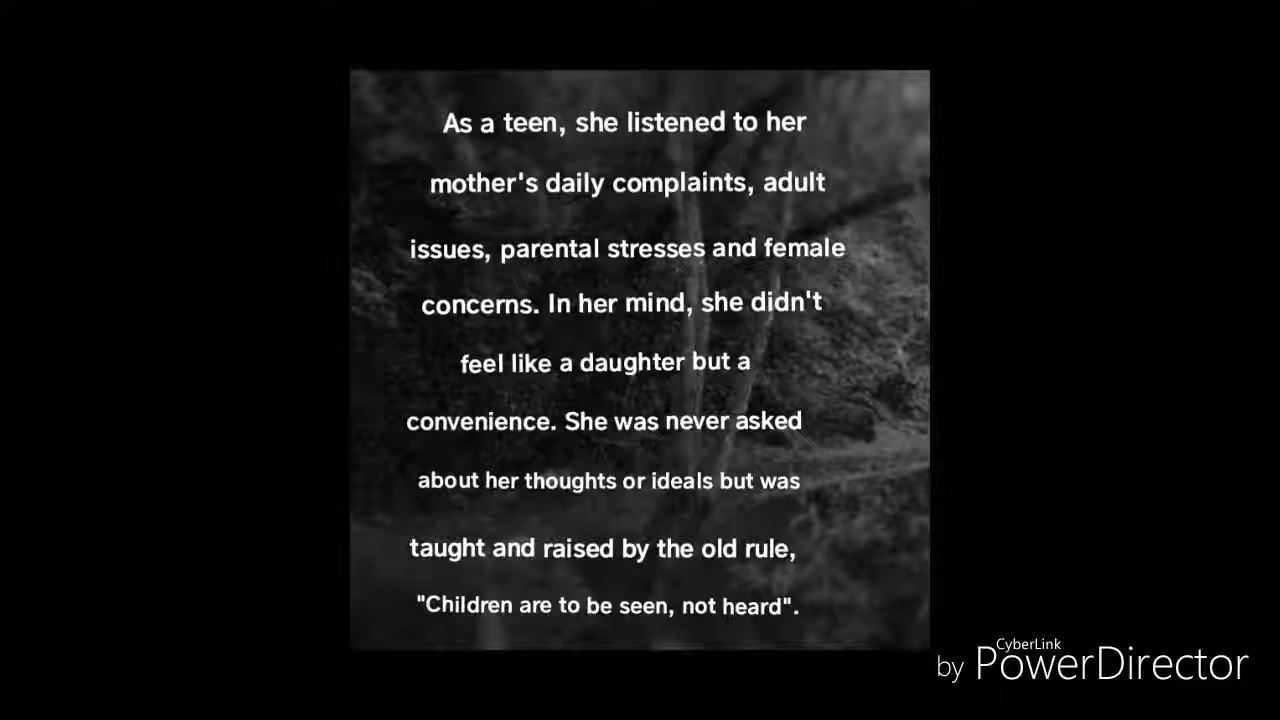 As a teen, she listened to her
mother's daily complaints, adult
issues, parental stresses and female
concerns. In her mind, she didn't
feel like a daughter but a
convenience. She was never asked
about her thoughts or ideals but was
taught and raised by the old rule,
"Children are to be seen, not heard".
CyberLink
by PowerDirector